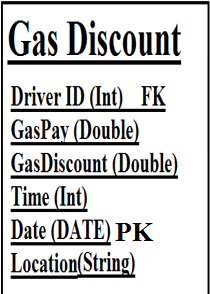 Gas Discount
Driver ID (Int) FK
GasPay (Double)
GasDiscount (Double)
Time (Int)
Date (DATE) PK
Location(String)